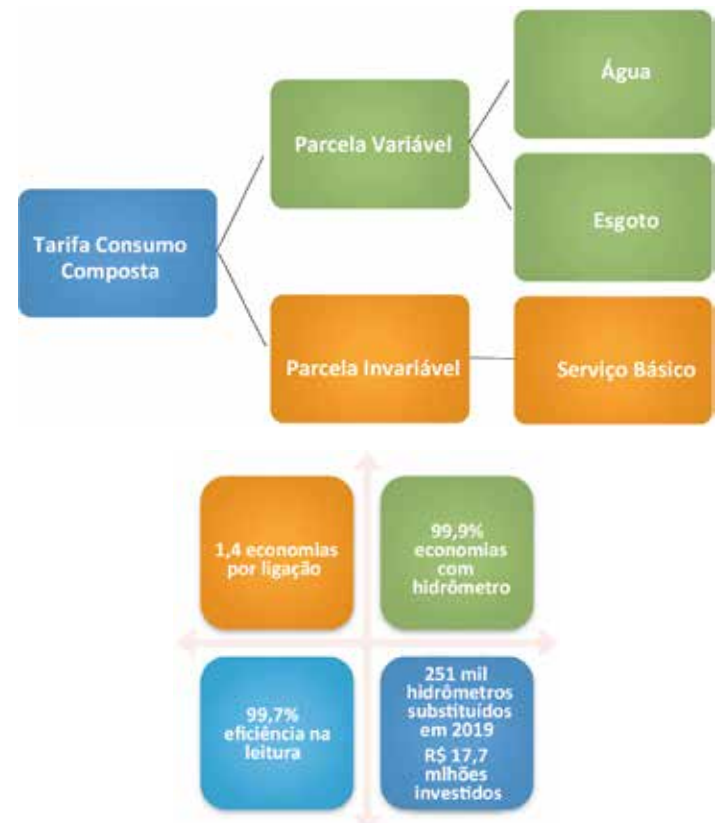 Água
Parcela Variável
Esgoto
Tarifa Consumo
Composta
Parcela Invariável
Serviço Básico
1,4 economias
por ligação
99,9%
economias
com
hidrômetro
99,7%
eficiência na
leitura
251 mil
hidrômetros
substituídos
em 2019
R$ 17,7
mlhões
investidos